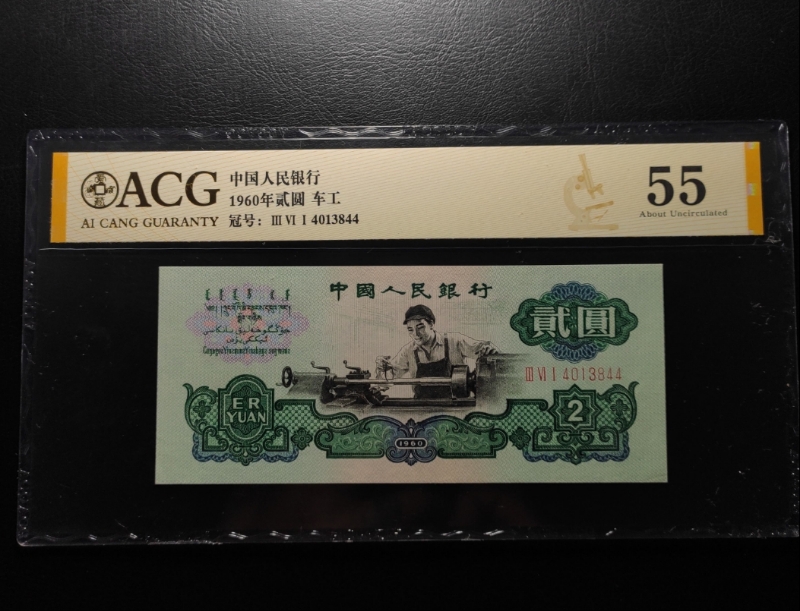 ACG
AI CANG GUARANTY
中国人民银行
1960年贰圆 车工
冠号: Ⅲ Ⅵ Ⅰ 4013844
55
About Uncirculated
中國人民銀行
貳圓
Ⅲ Ⅵ Ⅰ 4013844
ER
YUAN
1960
2